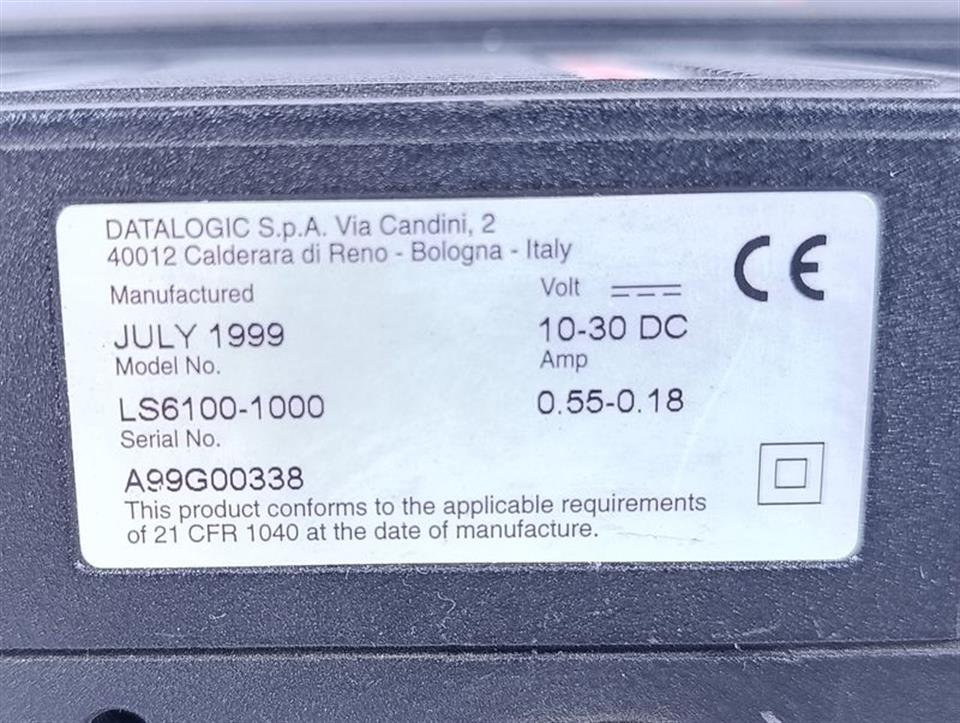 DATALOGIC S.p.A. Via Candini, 2
40012 Calderara di Reno - Bologna - Italy
CE
Manufactured
Volt
JULY 1999
10-30 DC
Model No.
Amp
LS6100-1000
0.55-0.18
Serial No.
A99G00338
This product conforms to the applicable requirements
of 21 CFR 1040 at the date of manufacture.